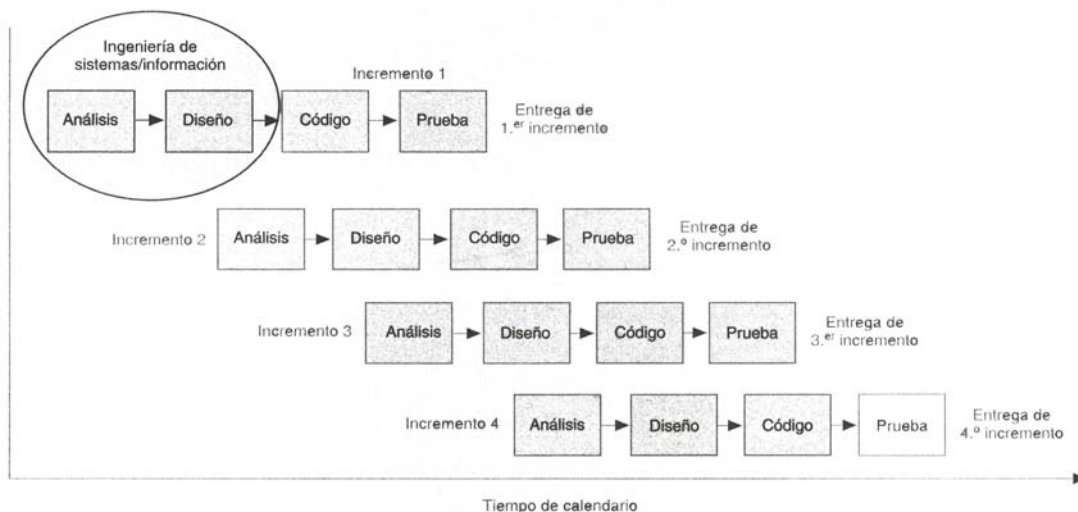 Ingeniería de
sistemas/información
Incremento 1
Análisis
Diseño
Código
Prueba
Entrega de
1.er incremento
Incremento 2
Análisis
Diseño
Código
Prueba
Entrega de
2.º incremento
Incremento 3
Análisis
Diseño
Código
Prueba
Entrega de
3.er incremento
Incremento 4
Análisis
Diseño
Código
Prueba
Entrega de
4.º incremento
Tiempo de calendario